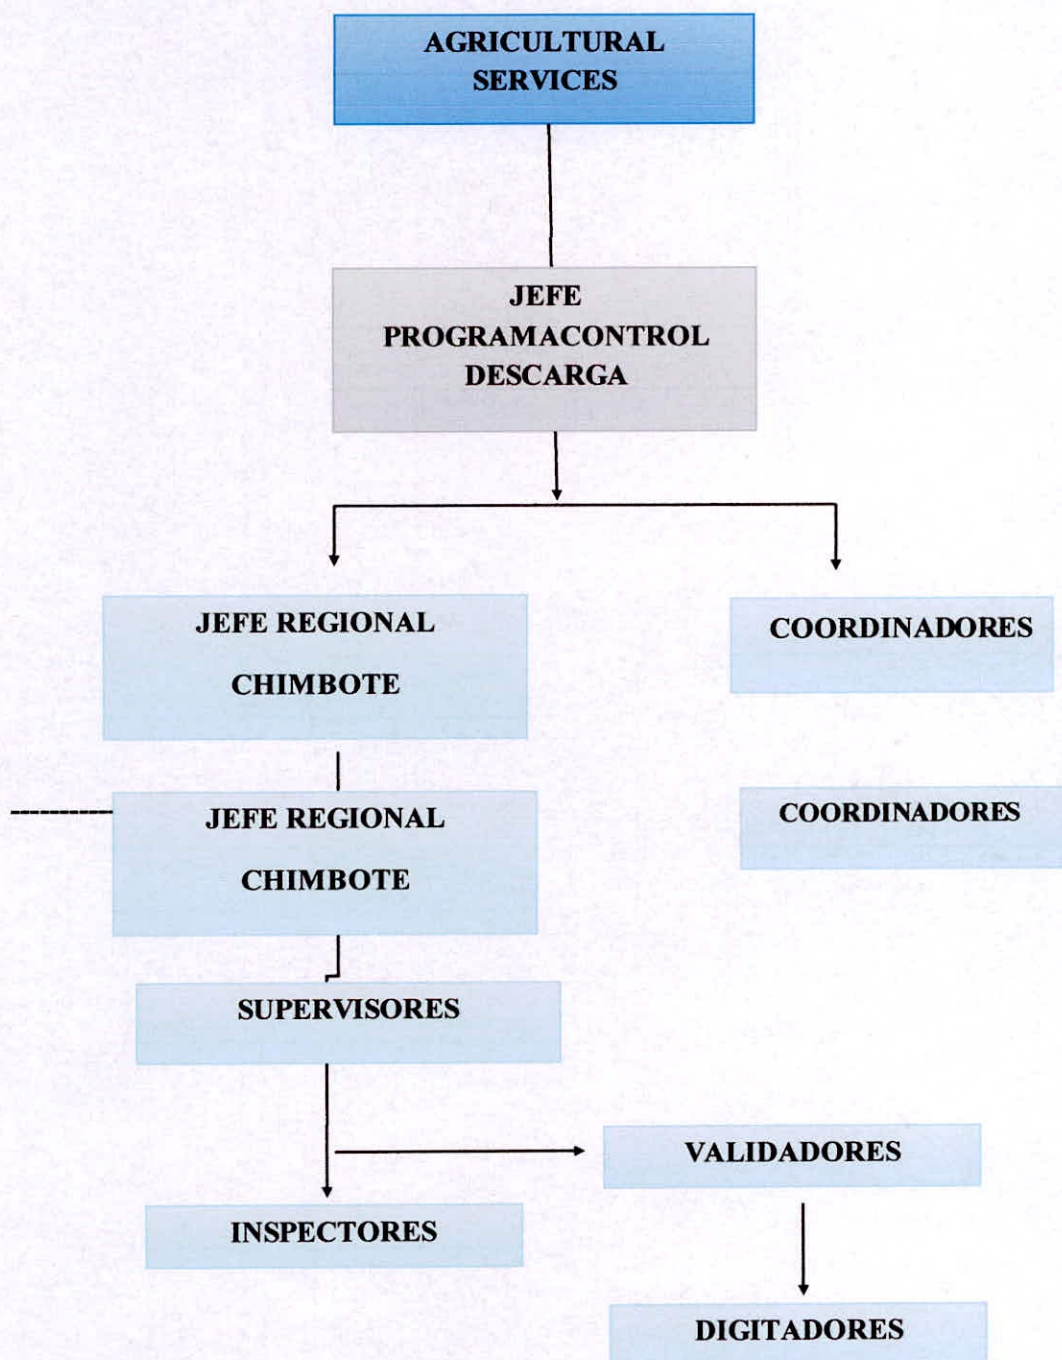 AGRICULTURAL
SERVICES
JEFE
PROGRAMACONTROL
DESCARGA
JEFE REGIONAL
CHIMBOTE
COORDINADORES
JEFE REGIONAL
CHIMBOTE
COORDINADORES
SUPERVISORES
VALIDADORES
INSPECTORES
DIGITADORES